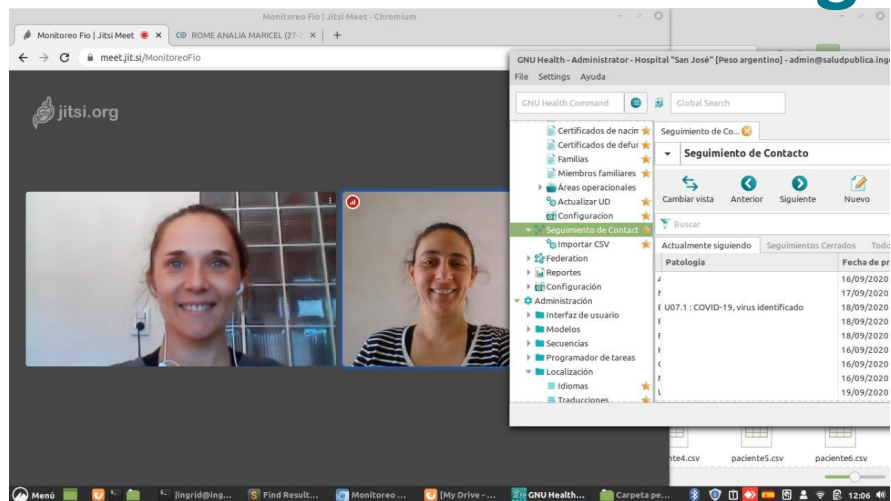 Monitoreo Fio | Jitsi Meet - Chromium
Monitoreo Fio | Jitsi Meet
ROME ANALIA MARICEL (27-2
meet.jit.si/MonitoreoFio
jitsi.org
GNU Health - Administrator - Hospital "San José" [Peso argentino] - admin@saludpublica.inge
File Settings Ayuda
GNU Health Command
Global Search
Certificados de nacim
Certificados de defur
Familias
Miembros familiares
Áreas operacionales
Actualizar UD
Configuracion
Seguimiento de Contact
Importar CSV
Federation
Reportes
Configuración
Administración
Interfaz de usuario
Modelos
Secuencias
Programador de tareas
Localización
Idiomas
Traducciones
Seguimiento de Co...
Seguimiento de Contacto
Cambiar vista Anterior Siguiente Nuevo
Buscar
Actualmente siguiendo Seguimientos Cerrados Todo
Patología Fecha de pr
16/09/2020
17/09/2020
U07.1 : COVID-19, virus identificado 18/09/2020
18/09/2020
18/09/2020
16/09/2020
16/09/2020
16/09/2020
19/09/2020
nte4.csv paciente5.csv paciente6.csv
Menú [ingrid@ing... Find Result... Monitoreo ... [My Drive - ... GNU Health... Carpeta pe... 12:06